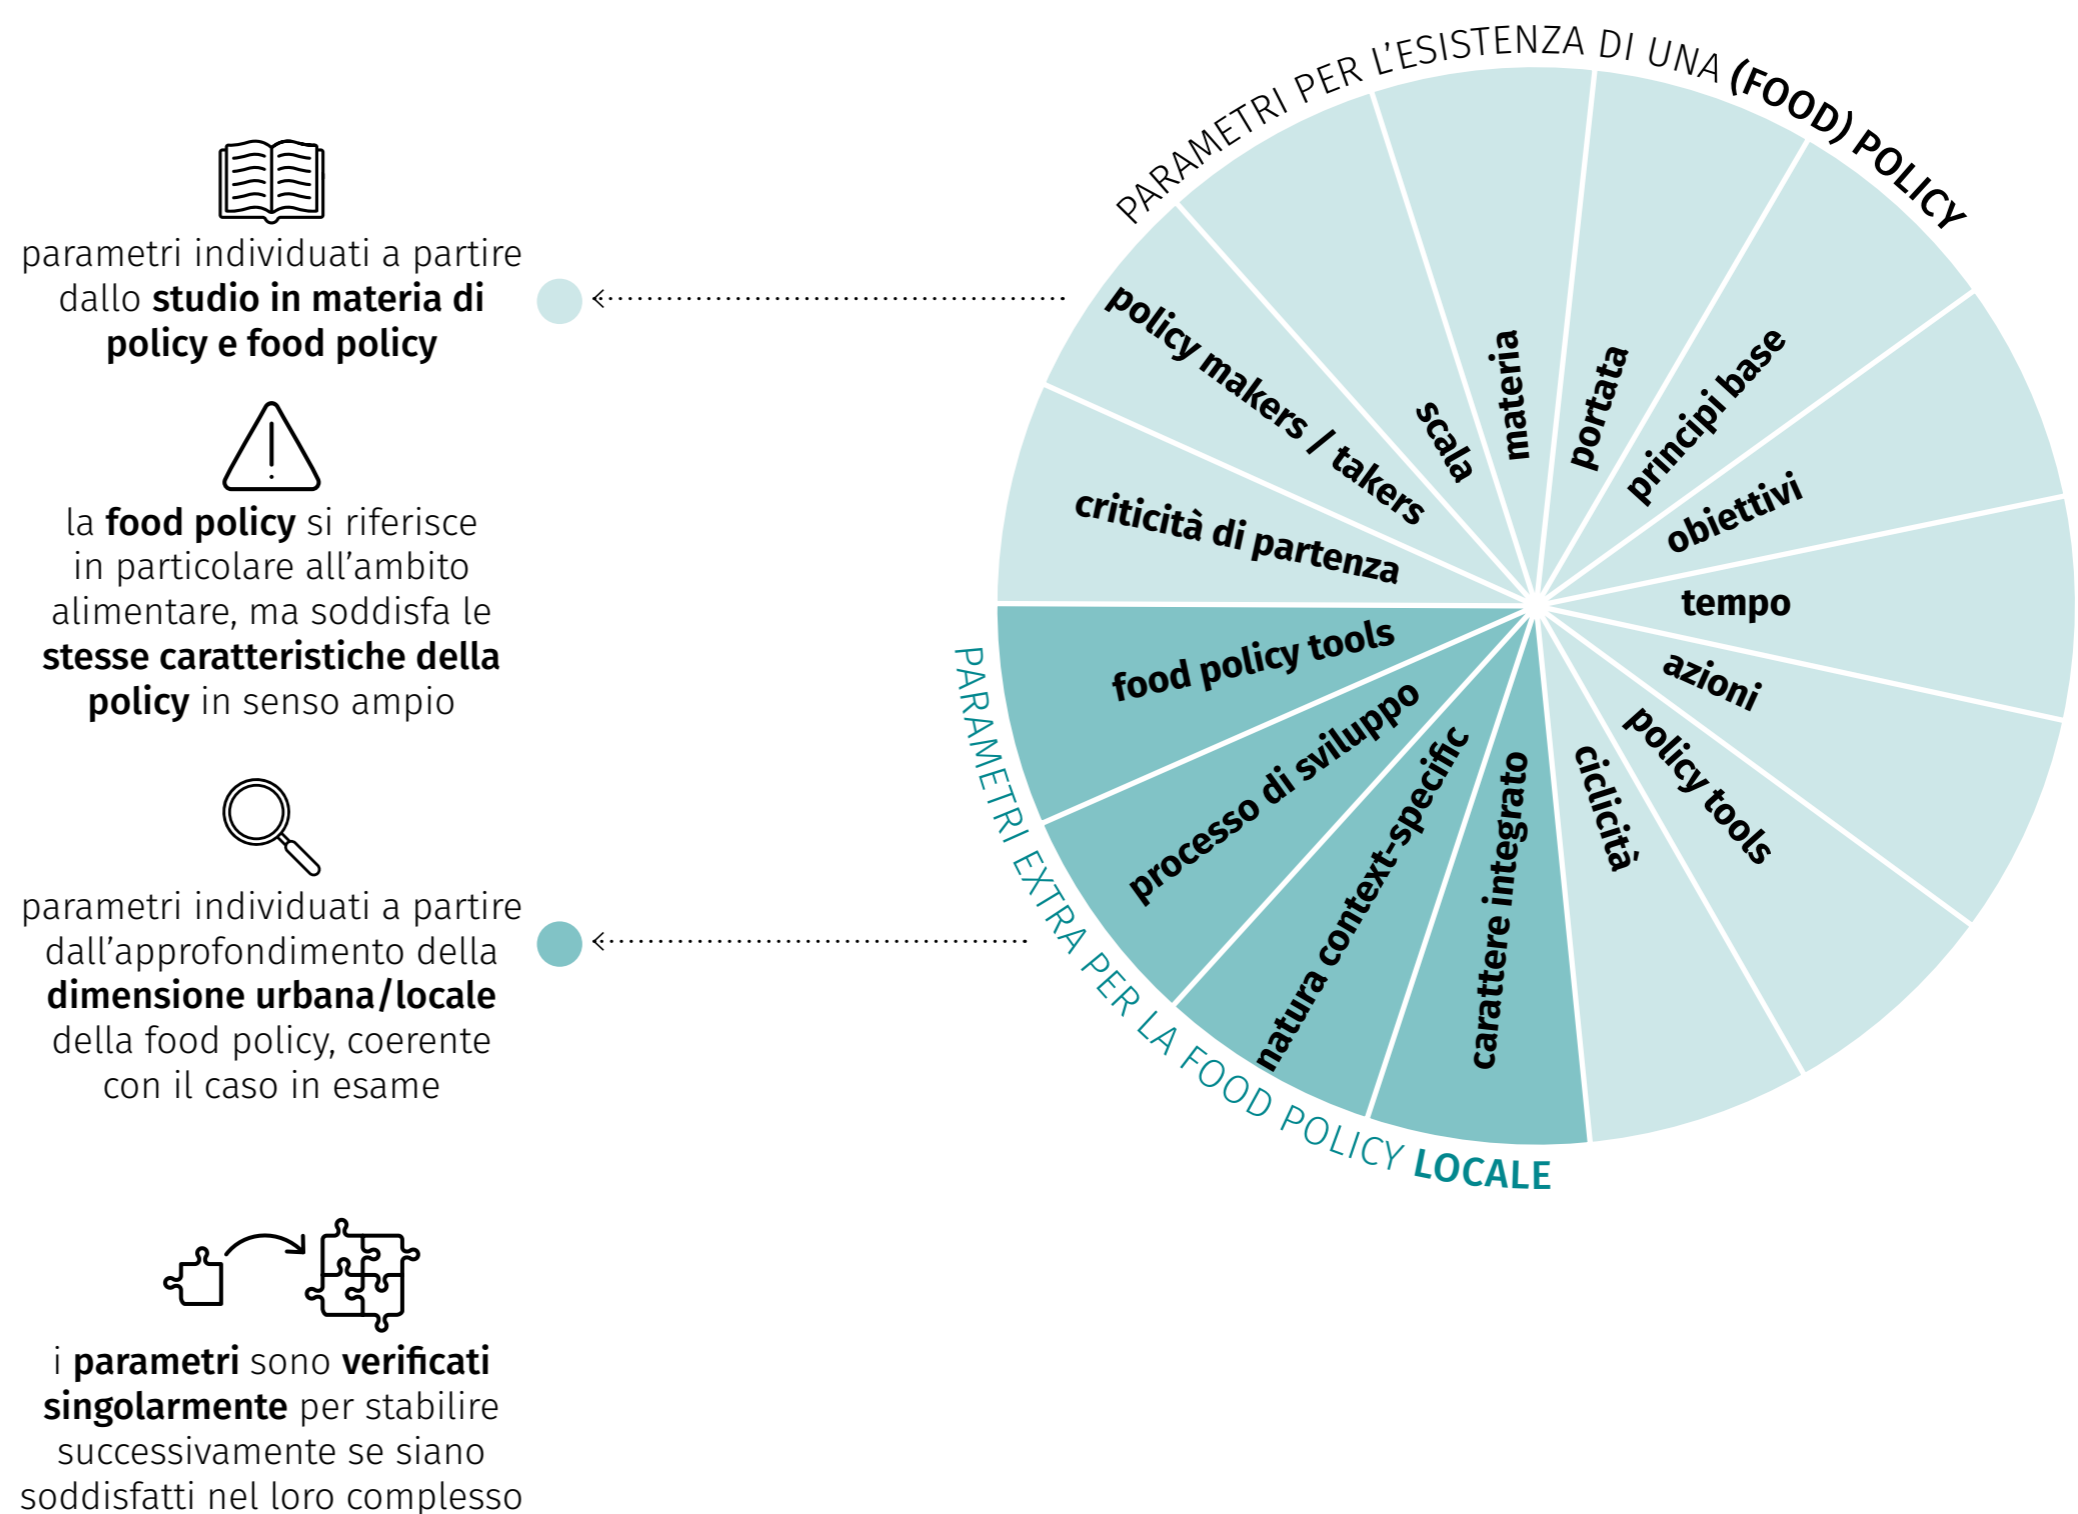 parametri individuati a partire
dallo studio in materia di
policy e food policy
la food policy si riferisce
in particolare all’ambito
alimentare, ma soddisfa le
stesse caratteristiche della
policy in senso ampio
parametri individuati a partire
dall’approfondimento della
dimensione urbana/locale
della food policy, coerente
con il caso in esame
i parametri sono verificati
singolarmente per stabilire
successivamente se siano
soddisfatti nel loro complesso
PARAMETRI PER L’ESISTENZA DI UNA (FOOD) POLICY
criticità di partenza
policy makers / takers
scala
materia
portata
principi base
obiettivi
tempo
azioni
policy tools
ciclicità
carattere integrato
natura context-specific
processo di sviluppo
food policy tools
PARAMETRI EXTRA PER LA FOOD POLICY LOCALE